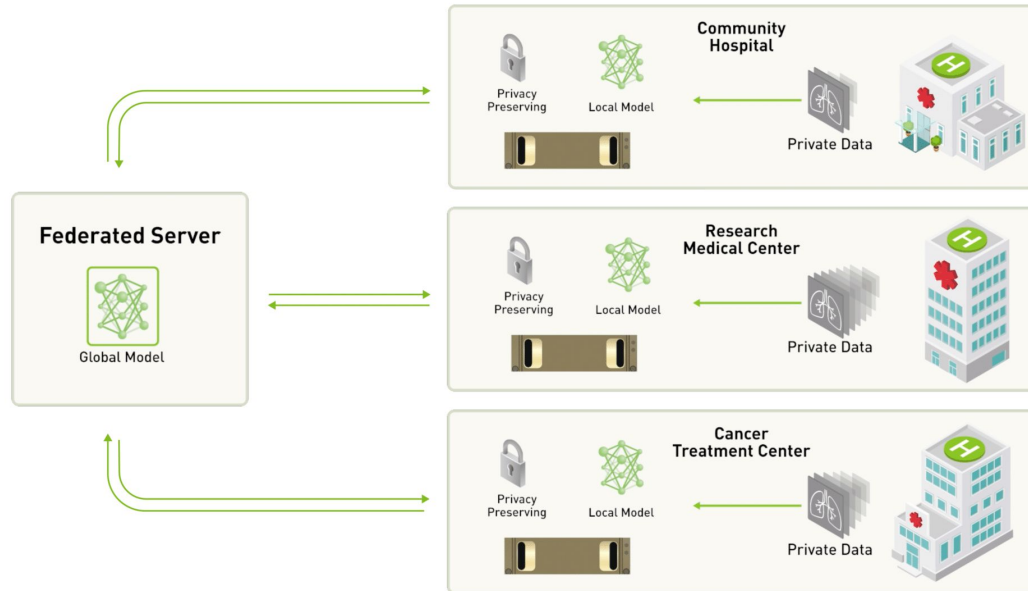 Community
Hospital
Privacy
Preserving
Local Model
Private Data
H
Federated Server
Global Model
Research
Medical Center
Privacy
Preserving
Local Model
Private Data
H
Cancer
Treatment Center
Privacy
Preserving
Local Model
Private Data
H